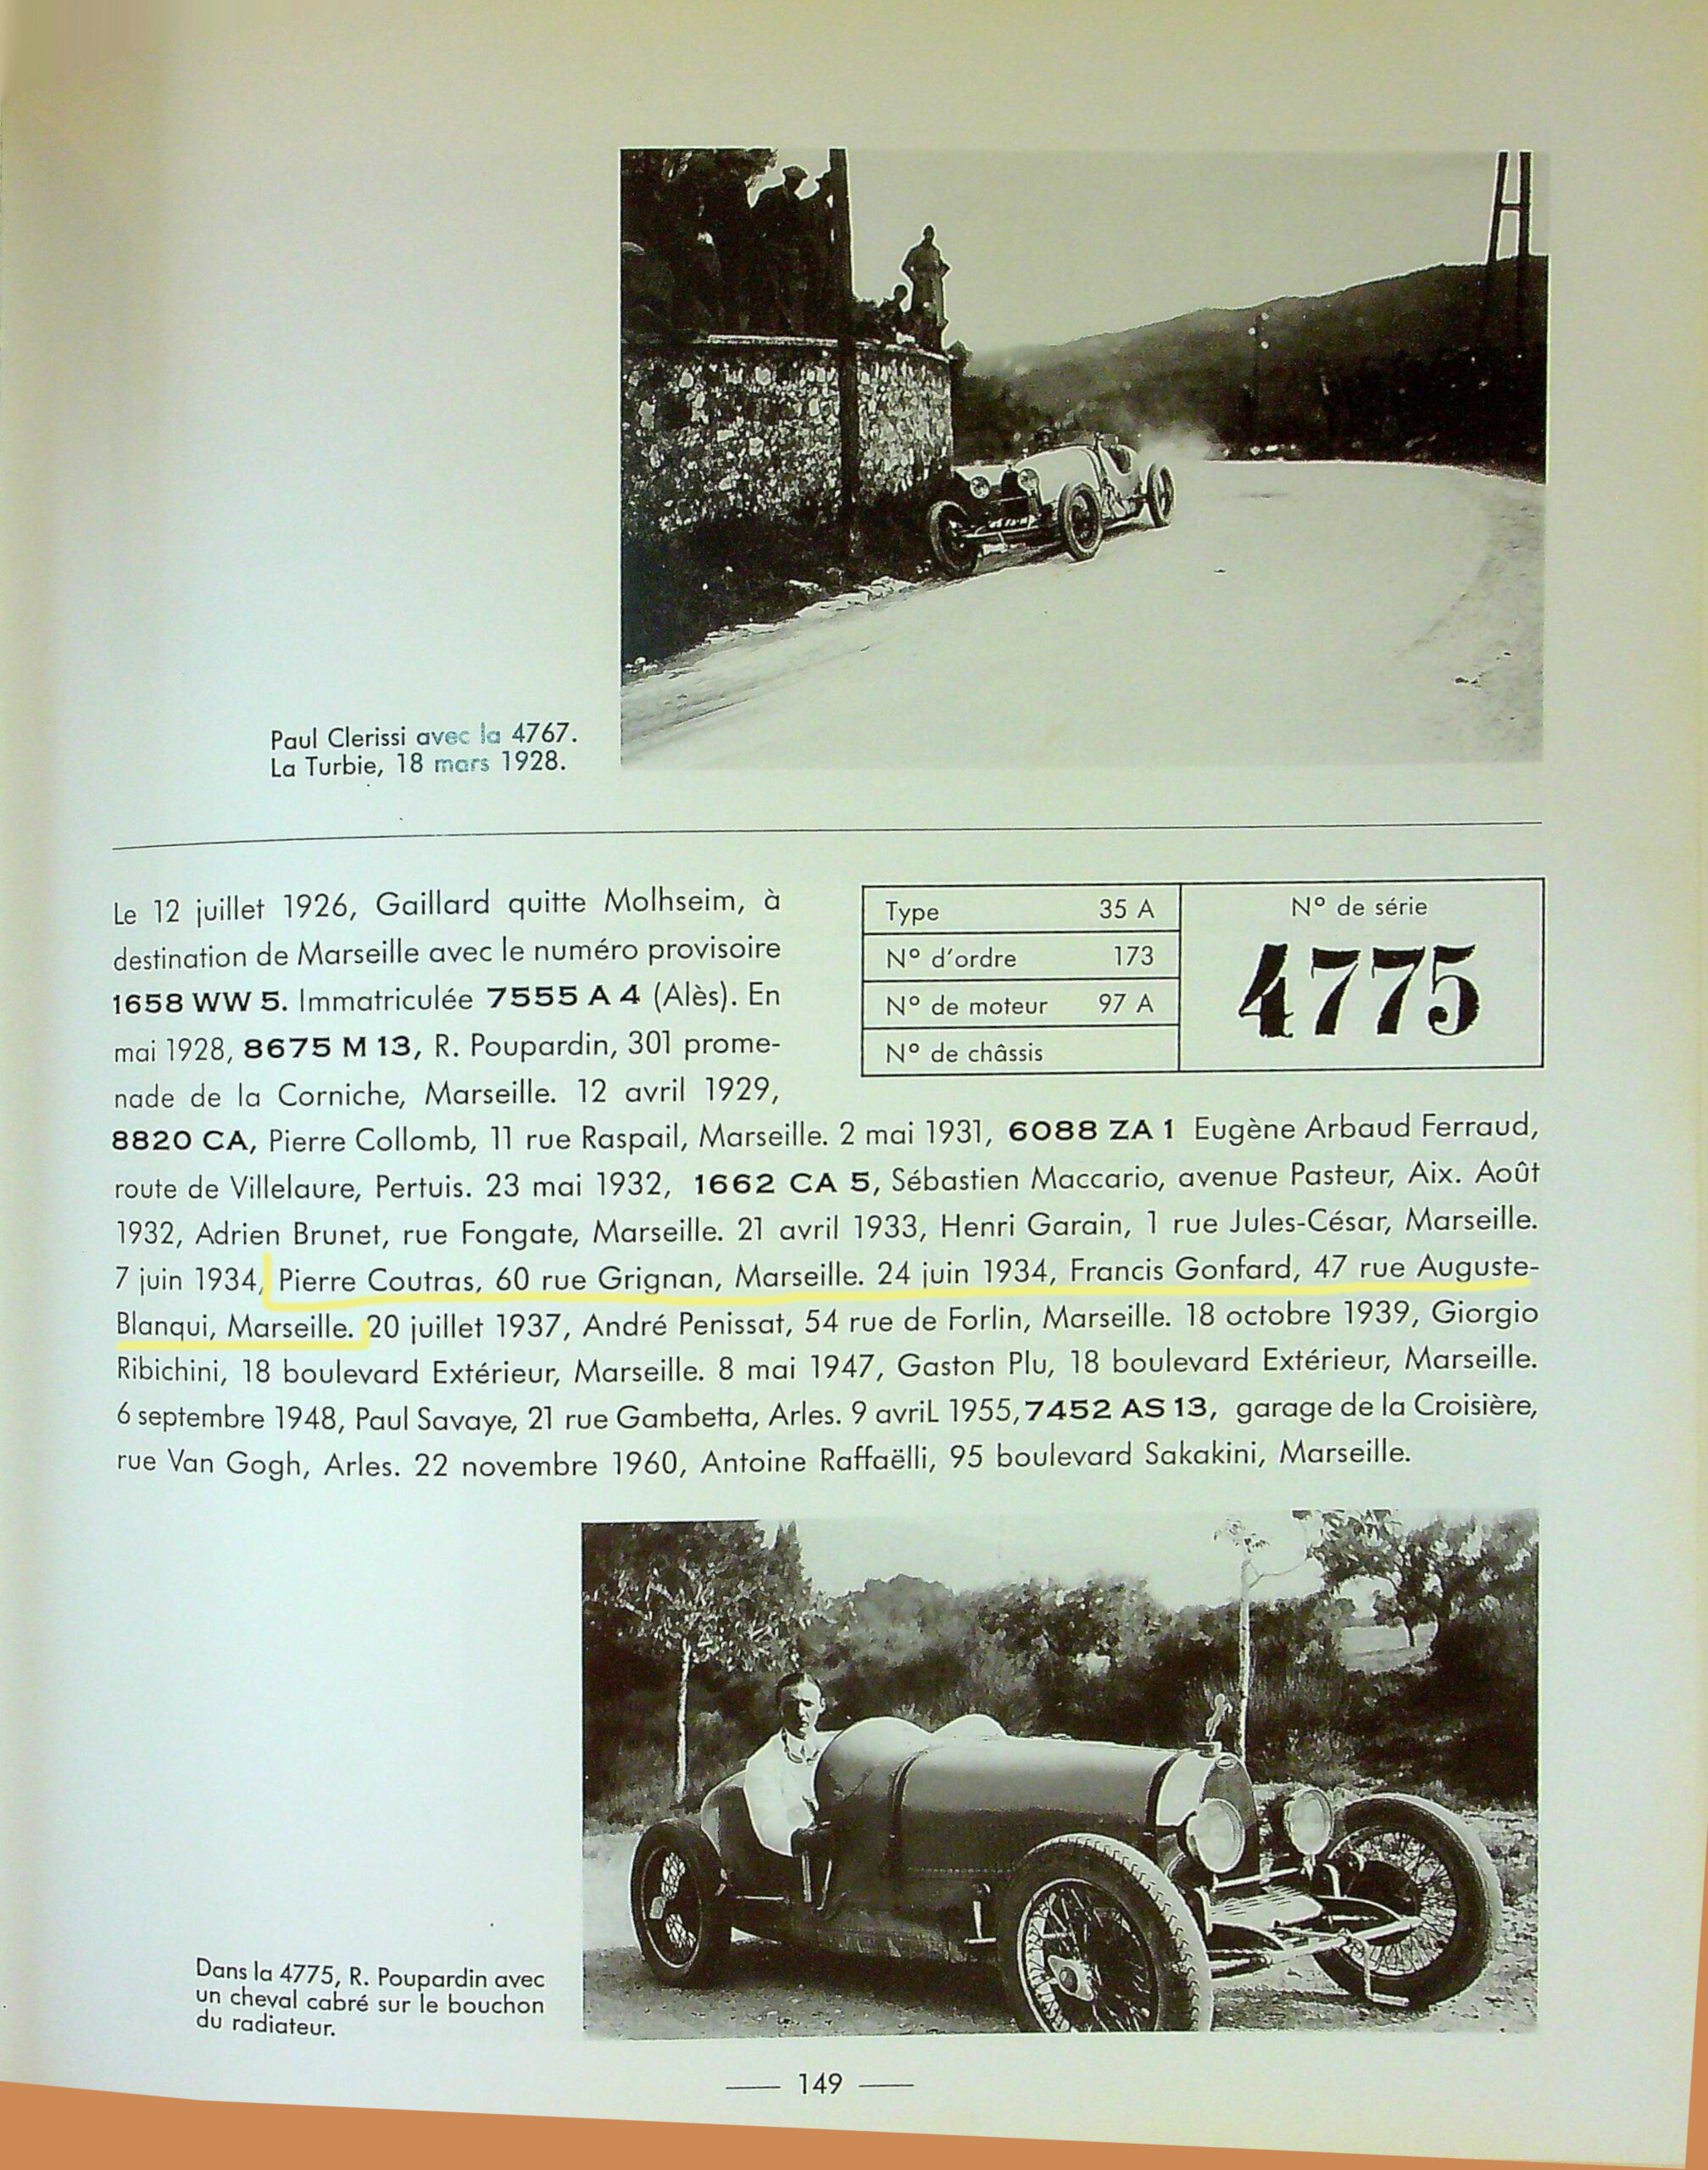 Paul Clerissi avec la 4767.
La Turbie, 18 mars 1928.
Le 12 juillet 1926, Gaillard quitte Molhseim, à
destination de Marseille avec le numéro provisoire
1658 WW 5. Immatriculée 7555 A 4 (Alès). En
mai 1928, 8675 M 13, R. Poupardin, 301 prome-
nade de la Corniche, Marseille. 12 avril 1929,
Type 35 A
N° d'ordre 173
N° de moteur 97 A
N° de châssis
N° de série
4775
8820 CA, Pierre Collomb, 11 rue Raspail, Marseille. 2 mai 1931, 6088 ZA 1 Eugène Arbaud Ferraud,
route de Villelaure, Pertuis. 23 mai 1932, 1662 CA 5, Sébastien Maccario, avenue Pasteur, Aix. Août
1932, Adrien Brunet, rue Fongate, Marseille. 21 avril 1933, Henri Garain, 1 rue Jules-César, Marseille.
7 juin 1934, Pierre Coutras, 60 rue Grignan, Marseille. 24 juin 1934, Francis Gonfard, 47 rue Auguste-
Blanqui, Marseille. 20 juillet 1937, André Penissat, 54 rue de Forlin, Marseille. 18 octobre 1939, Giorgio
Ribichini, 18 boulevard Extérieur, Marseille. 8 mai 1947, Gaston Plu, 18 boulevard Extérieur, Marseille.
6 septembre 1948, Paul Savaye, 21 rue Gambetta, Arles. 9 avriL 1955, 7452 AS 13, garage de la Croisière,
rue Van Gogh, Arles. 22 novembre 1960, Antoine Raffaëlli, 95 boulevard Sakakini, Marseille.
Dans la 4775, R. Poupardin avec
un cheval cabré sur le bouchon
du radiateur.
— 149 —